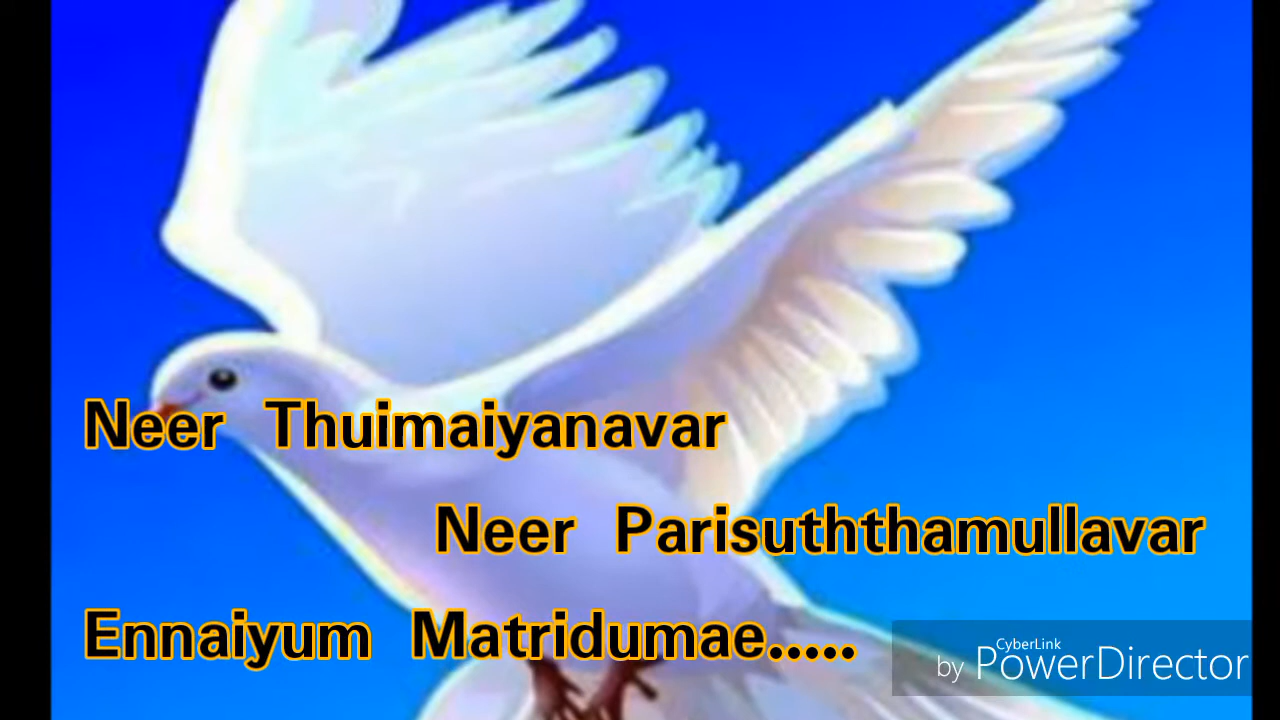 Neer Thuimaiyanavar
Neer Parisuththamullavar
Ennaiyum Matridumae.....
CyberLink
by PowerDirector